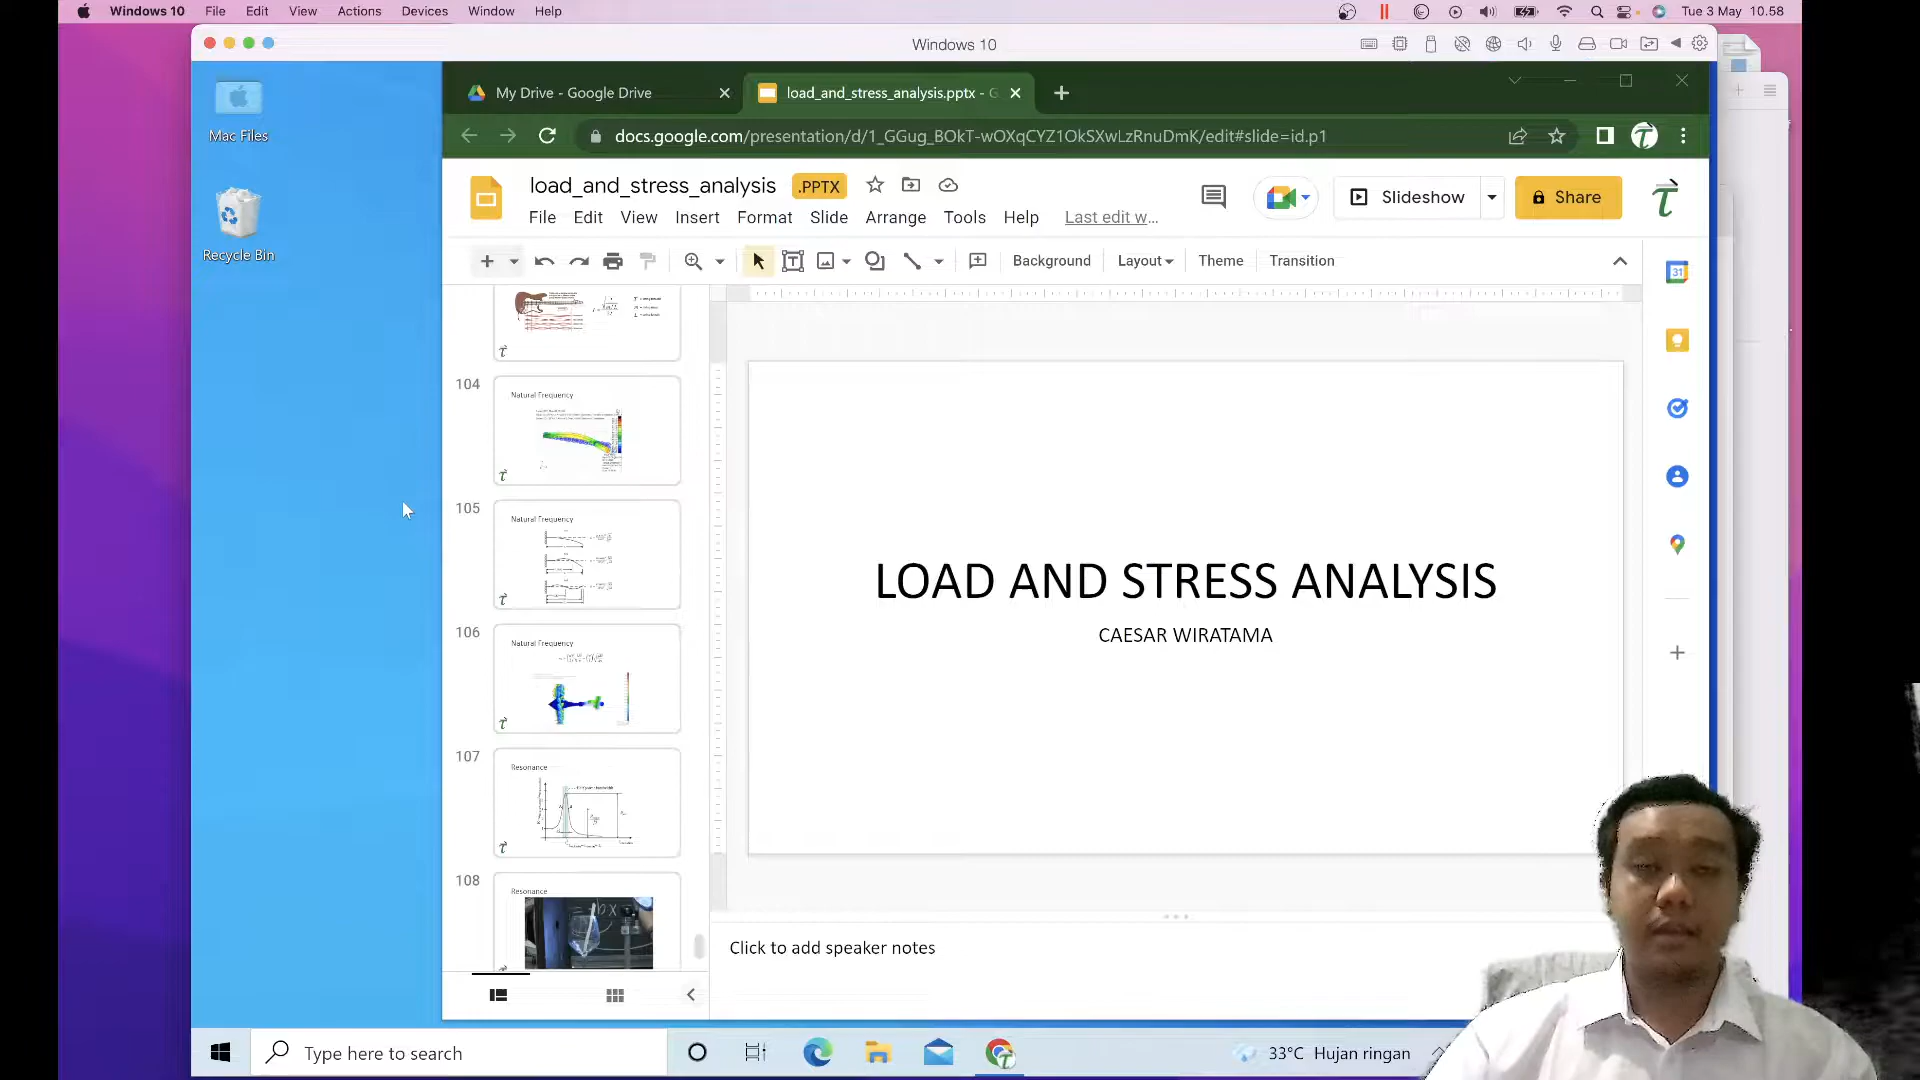 Windows 10 File Edit View Actions Devices Window Help Tue 3 May 10.58
Windows 10
Mac Files
Recycle Bin
My Drive - Google Drive load_and_stress_analysis.pptx - G
docs.google.com/presentation/d/1_GGug_BOkT-wOXqCYZ1OkSXwLzRnuDmK/edit#slide=id.p1
load_and_stress_analysis .PPTX
Slideshow Share
File Edit View Insert Format Slide Arrange Tools Help Last edit w...
Background Layout Theme Transition
31
104
Natural Frequency
105
Natural Frequency
106
Natural Frequency
107
Resonance
108
Resonance
LOAD AND STRESS ANALYSIS
CAESAR WIRATAMA
Click to add speaker notes
Type here to search
33°C Hujan ringan